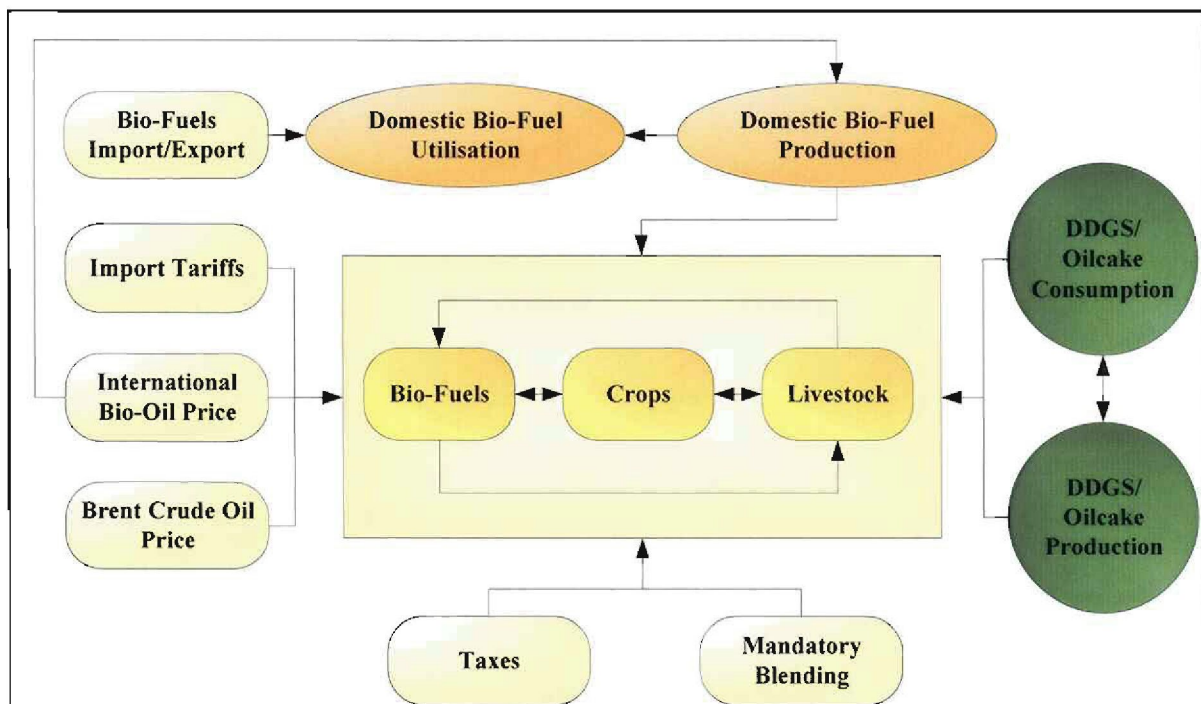 Bio-Fuels
Import/Export
Domestic Bio-Fuel
Utilisation
Domestic Bio-Fuel
Production
DDGS/
Oilcake
Consumption
Import Tariffs
International
Bio-Oil Price
Bio-Fuels
Crops
Livestock
Brent Crude Oil
Price
DDGS/
Oilcake
Production
Taxes
Mandatory
Blending